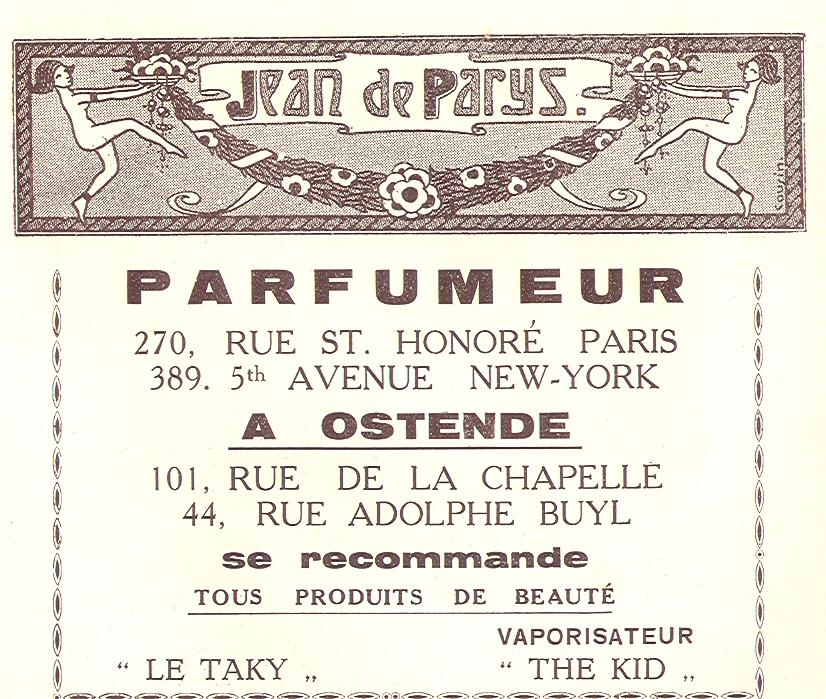 Jean de Parys.
Cousin.
PARFUMEUR
270, RUE ST. HONORÉ PARIS
389. 5th AVENUE NEW-YORK
A OSTENDE
101, RUE DE LA CHAPELLE
44, RUE ADOLPHE BUYL
se recommande
TOUS PRODUITS DE BEAUTÉ
VAPORISATEUR
“ LE TAKY „ “ THE KID „